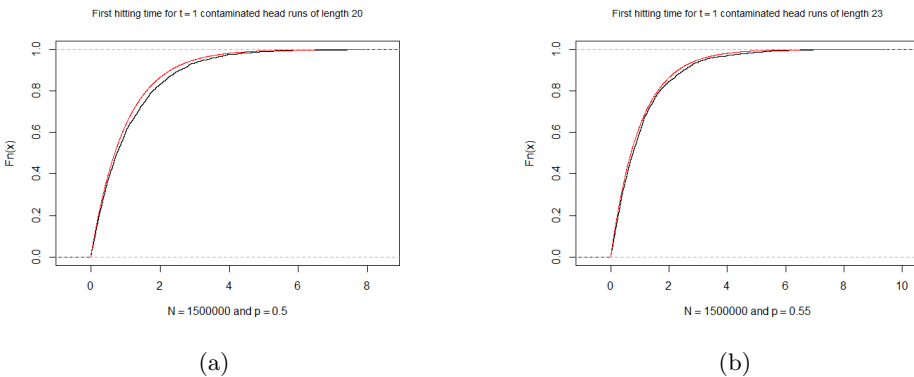 First hitting time for t = 1 contaminated head runs of length 20
Fn(x)
0.0 0.2 0.4 0.6 0.8 1.0
0 2 4 6 8
N = 1500000 and p = 0.5
(a)
First hitting time for t = 1 contaminated head runs of length 23
Fn(x)
0.0 0.2 0.4 0.6 0.8 1.0
0 2 4 6 8 10
N = 1500000 and p = 0.55
(b)